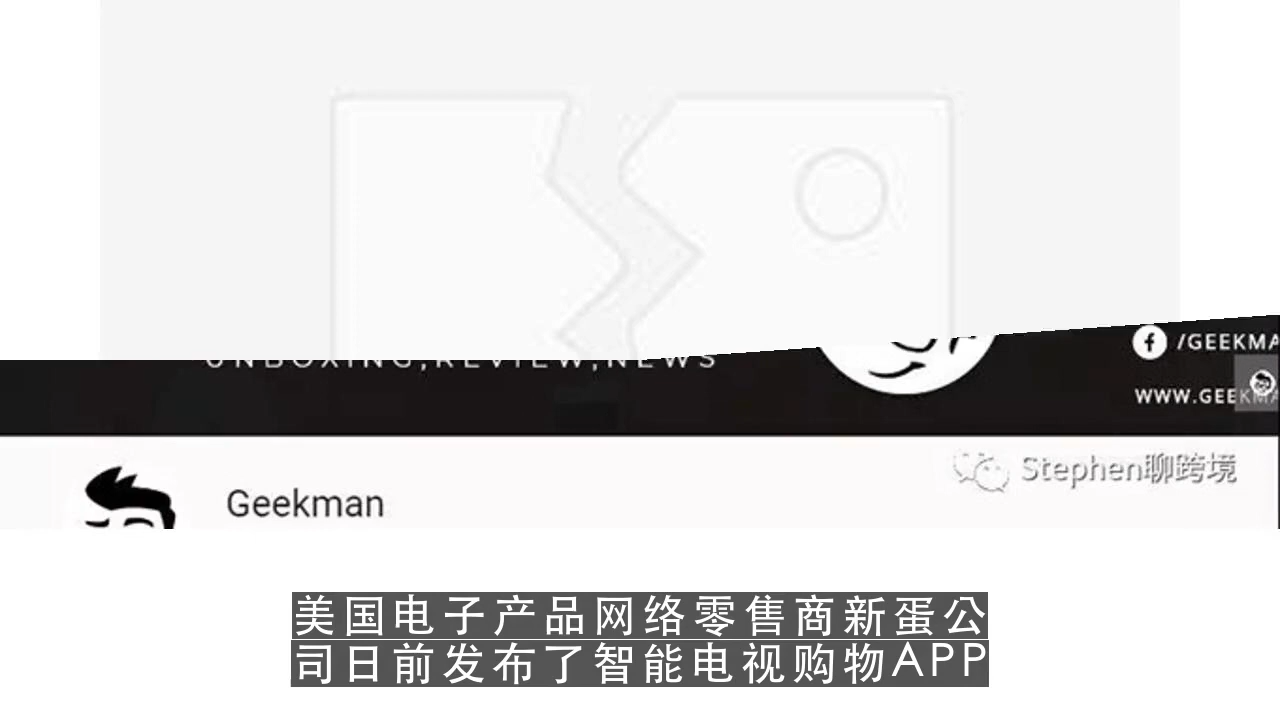 UNBOXING,REVIEW,NEWS
/GEEKMA
WWW.GEEKMA
Stephen聊跨境
Geekman
美国电子产品网络零售商新蛋公
司日前发布了智能电视购物APP